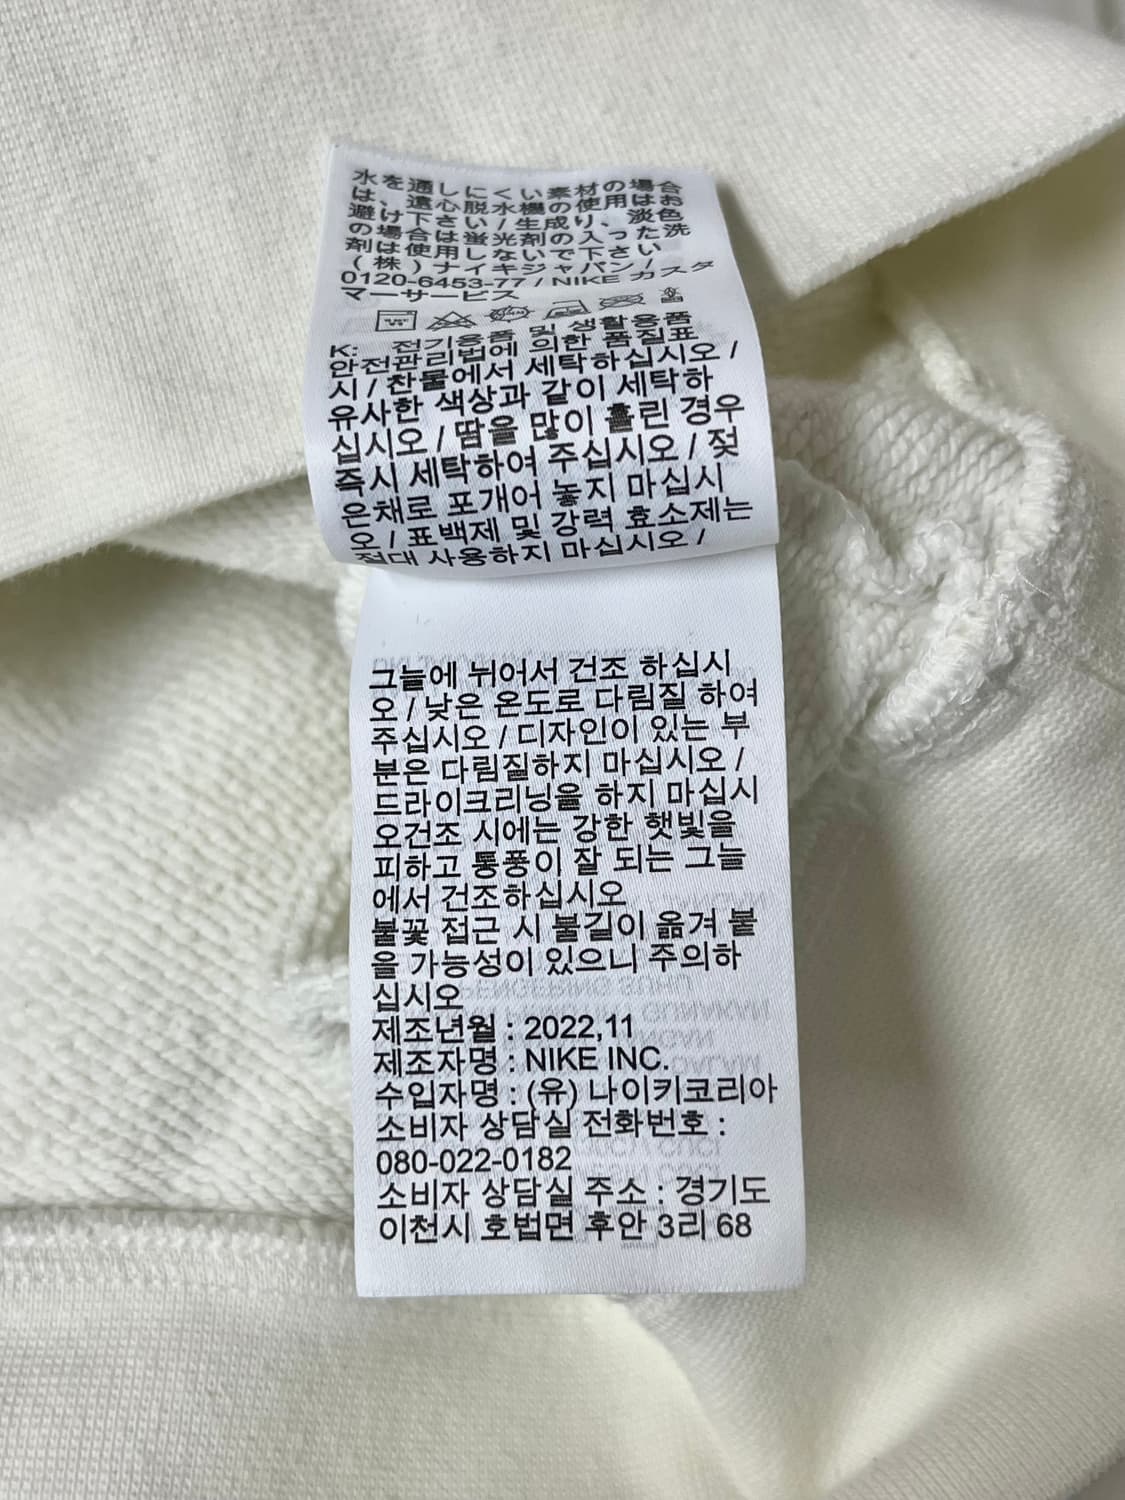 水を通しにくい素材の場合
は、遠心脱水機の使用はお
避け下さい / 生成り、淡色
の場合は蛍光剤の入った洗
剤は使用しないで下さい
(株) ナイキジャパン /
0120-6453-77 / NIKE カスタ
マーサービス
K: 전기용품 및 생활용품
안전관리법에 의한 품질표
시 / 찬물에서 세탁하십시오 /
유사한 색상과 같이 세탁하
십시오 / 땀을 많이 흘린 경우
즉시 세탁하여 주십시오 / 젖
은채로 포개어 놓지 마십시
오 / 표백제 및 강력 효소제는
절대 사용하지 마십시오 /
그늘에 뉘어서 건조 하십시
오 / 낮은 온도로 다림질 하여
주십시오 / 디자인이 있는 부
분은 다림질하지 마십시오 /
드라이크리닝을 하지 마십시
오건조 시에는 강한 햇빛을
피하고 통풍이 잘 되는 그늘
에서 건조하십시오
불꽃 접근 시 불길이 옮겨 붙
을 가능성이 있으니 주의하
십시오
제조년월 : 2022,11
제조자명 : NIKE INC.
수입자명 : (유) 나이키코리아
소비자 상담실 전화번호 :
080-022-0182
소비자 상담실 주소 : 경기도
이천시 호법면 후안 3리 68